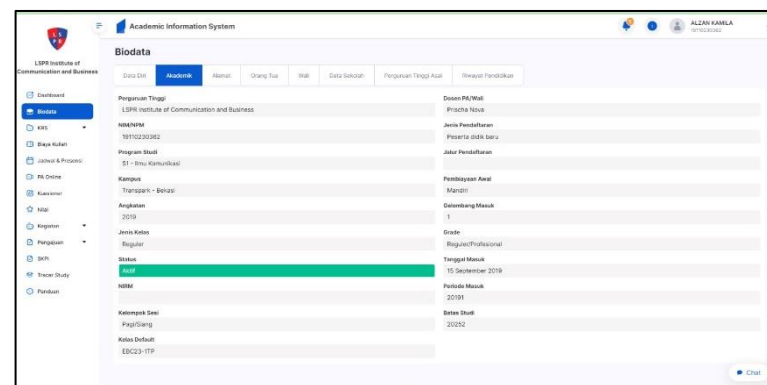 L S
P R
LSPR Institute of
Communication and Business
Dashboard
Biodata
KRS
Biaya Kuliah
Jadwal & Presensi
PA Online
Kuesioner
Nilai
Kegiatan
Pengajuan
SKPI
Tracer Study
Panduan
Academic Information System
ALZAN KAMILA
19110230362
Biodata
Data Diri
Akademik
Alamat
Orang Tua
Wali
Data Sekolah
Perguruan Tinggi Asal
Riwayat Pendidikan
Perguruan Tinggi
LSPR Institute of Communication and Business
NIM/NPM
19110230362
Program Studi
S1 - Ilmu Komunikasi
Kampus
Transpark - Bekasi
Angkatan
2019
Jenis Kelas
Reguler
Status
Aktif
NIRM
Kelompok Sesi
Pagi/Siang
Kelas Default
EBC23-1TP
Dosen PA/Wali
Prischa Nova
Jenis Pendaftaran
Peserta didik baru
Jalur Pendaftaran
Pembiayaan Awal
Mandiri
Gelombang Masuk
1
Grade
Reguler/Profesional
Tanggal Masuk
15 September 2019
Periode Masuk
20191
Batas Studi
20252
Chat